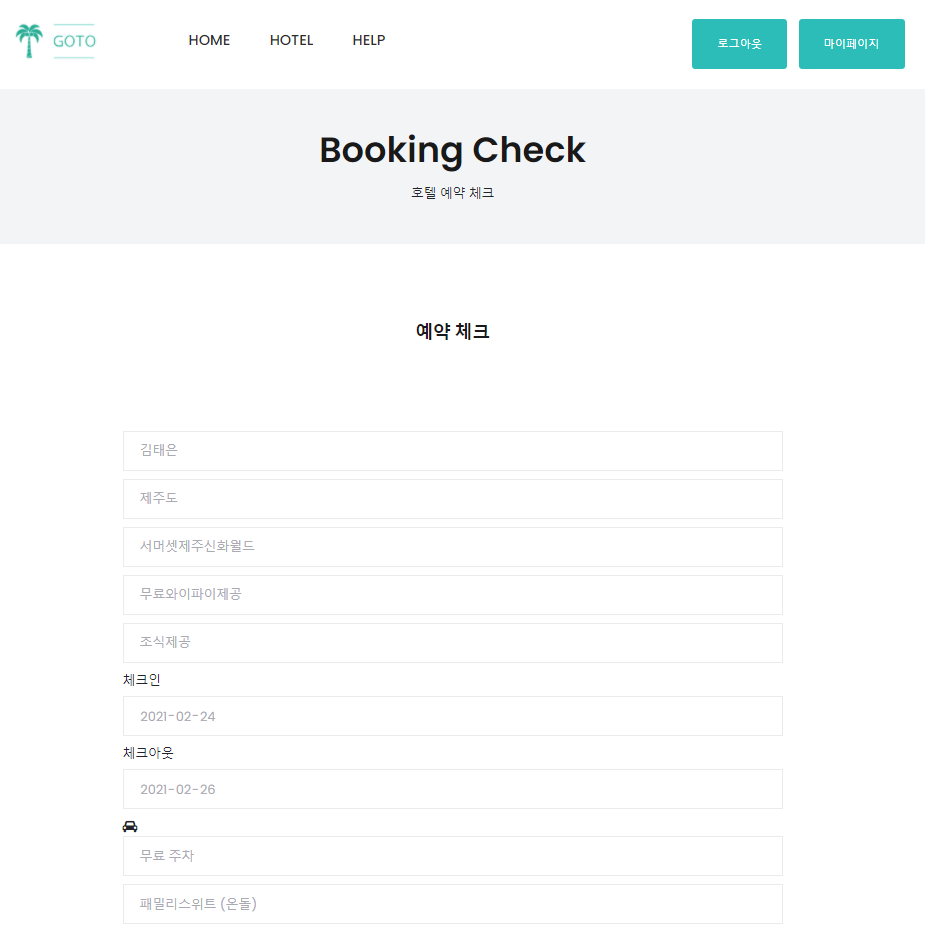 GOTO
HOME HOTEL HELP
로그아웃 마이페이지
Booking Check
호텔 예약 체크
예약 체크
김태은
제주도
서머셋제주신화월드
무료와이파이제공
조식제공
체크인
2021-02-24
체크아웃
2021-02-26
무료 주차
패밀리스위트 (온돌)